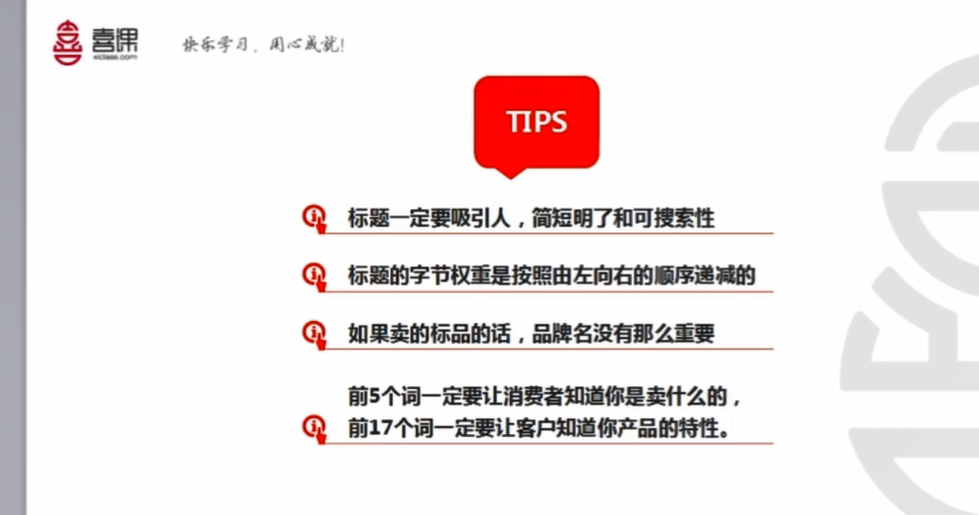 喜课
xiclass.com
快乐学习，用心成就！
TIPS
标题一定要吸引人，简短明了和可搜索性
标题的字节权重是按照由左向右的顺序递减的
如果卖的标品的话，品牌名没有那么重要
前5个词一定要让消费者知道你是卖什么的，
前17个词一定要让客户知道你产品的特性。